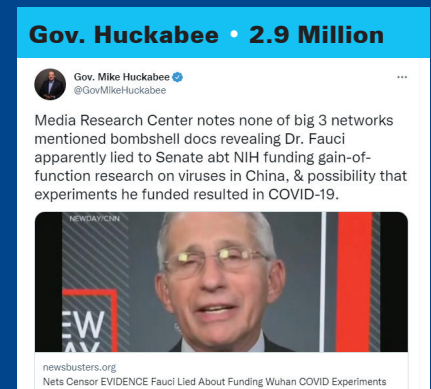 Gov. Huckabee • 2.9 Million
Gov. Mike Huckabee
@GovMikeHuckabee
Media Research Center notes none of big 3 networks
mentioned bombshell docs revealing Dr. Fauci
apparently lied to Senate abt NIH funding gain-of-
function research on viruses in China, & possibility that
experiments he funded resulted in COVID-19.
NEWDAY/CNN
EW
AY
newsbusters.org
Nets Censor EVIDENCE Fauci Lied About Funding Wuhan COVID Experiments